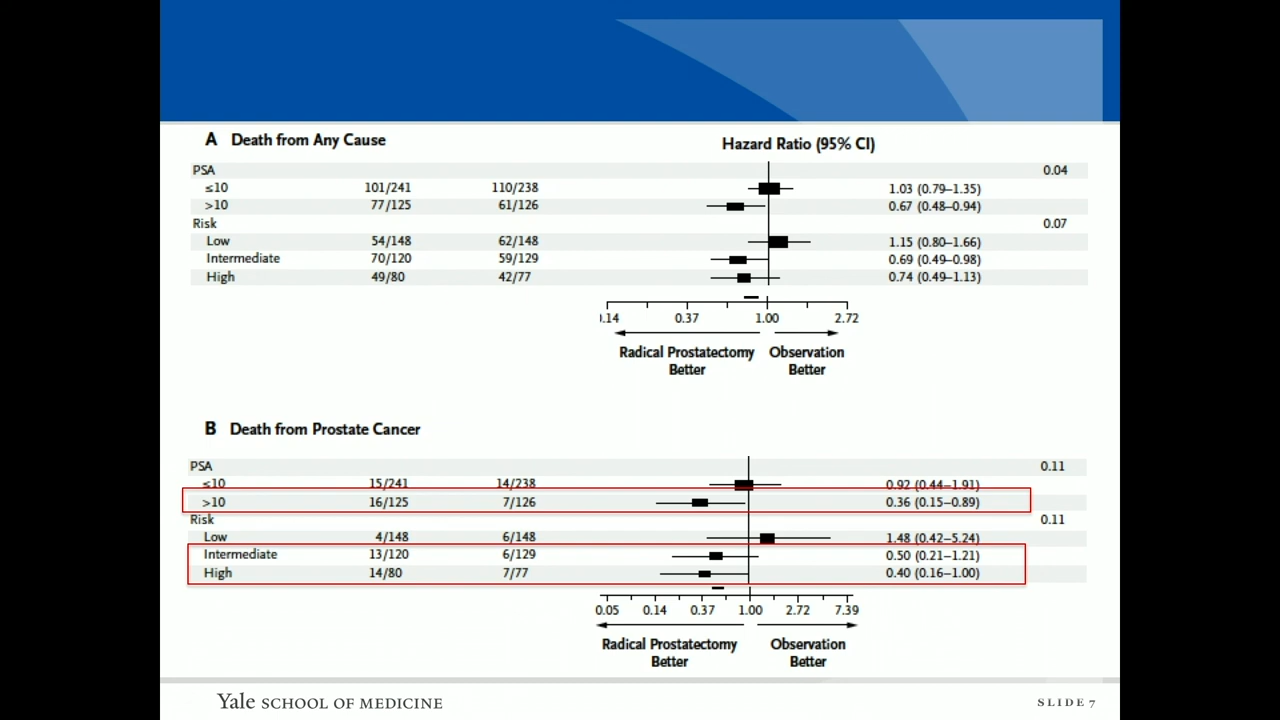 A Death from Any Cause
Hazard Ratio (95% CI)
PSA 0.04
≤10 101/241 110/238 1.03 (0.79–1.35)
>10 77/125 61/126 0.67 (0.48–0.94)
Risk 0.07
Low 54/148 62/148 1.15 (0.80–1.66)
Intermediate 70/120 59/129 0.69 (0.49–0.98)
High 49/80 42/77 0.74 (0.49–1.13)
.14 0.37 1.00 2.72
Radical Prostatectomy Observation
Better Better
B Death from Prostate Cancer
PSA 0.11
≤10 15/241 14/238 0.92 (0.44–1.91)
>10 16/125 7/126 0.36 (0.15–0.89)
Risk 0.11
Low 4/148 6/148 1.48 (0.42–5.24)
Intermediate 13/120 6/129 0.50 (0.21–1.21)
High 14/80 7/77 0.40 (0.16–1.00)
0.05 0.14 0.37 1.00 2.72 7.39
Radical Prostatectomy Observation
Better Better
Yale SCHOOL OF MEDICINE
SLIDE 7